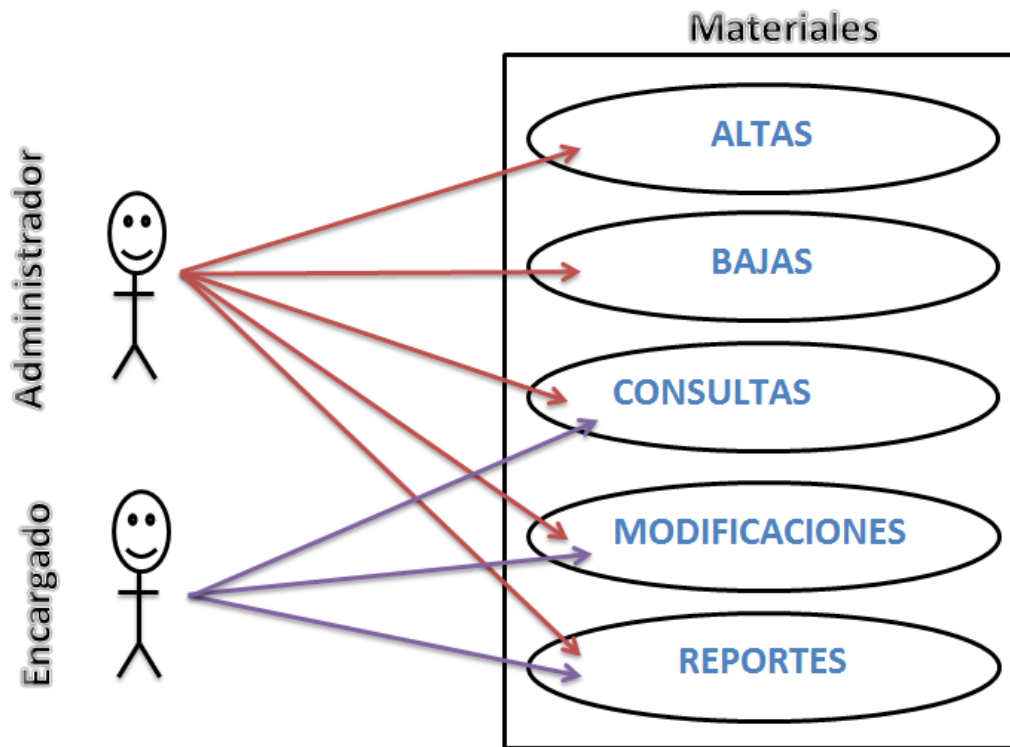 Materiales
Administrador
ALTAS
BAJAS
CONSULTAS
Encargado
MODIFICACIONES
REPORTES